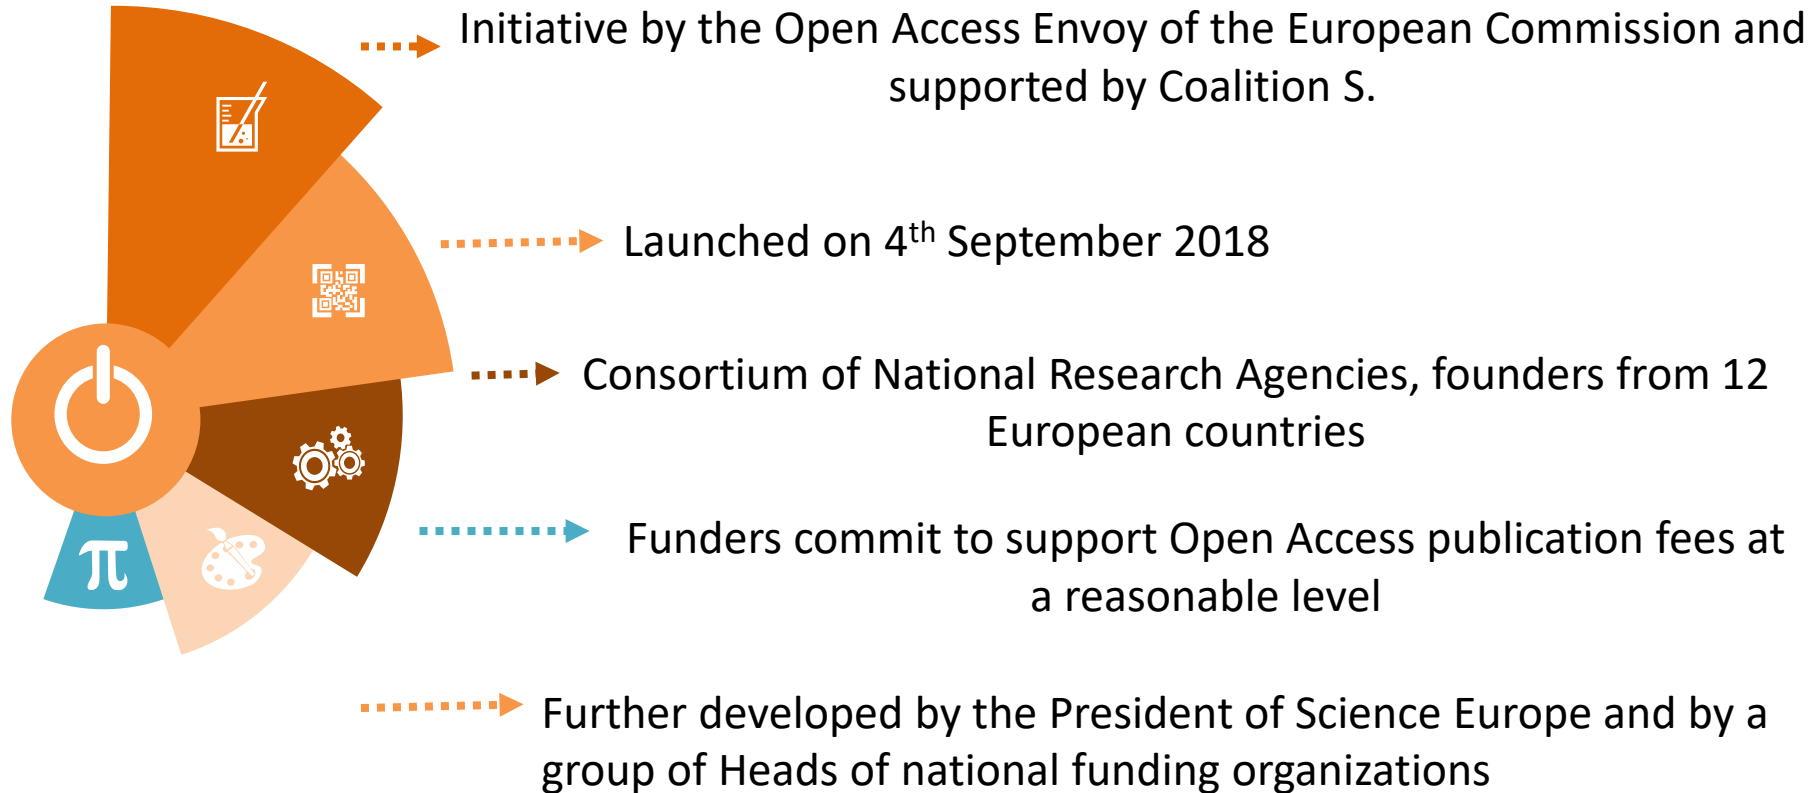 Initiative by the Open Access Envoy of the European Commission and
supported by Coalition S.
Launched on 4th September 2018
Consortium of National Research Agencies, founders from 12
European countries
π
Funders commit to support Open Access publication fees at
a reasonable level
Further developed by the President of Science Europe and by a
group of Heads of national funding organizations